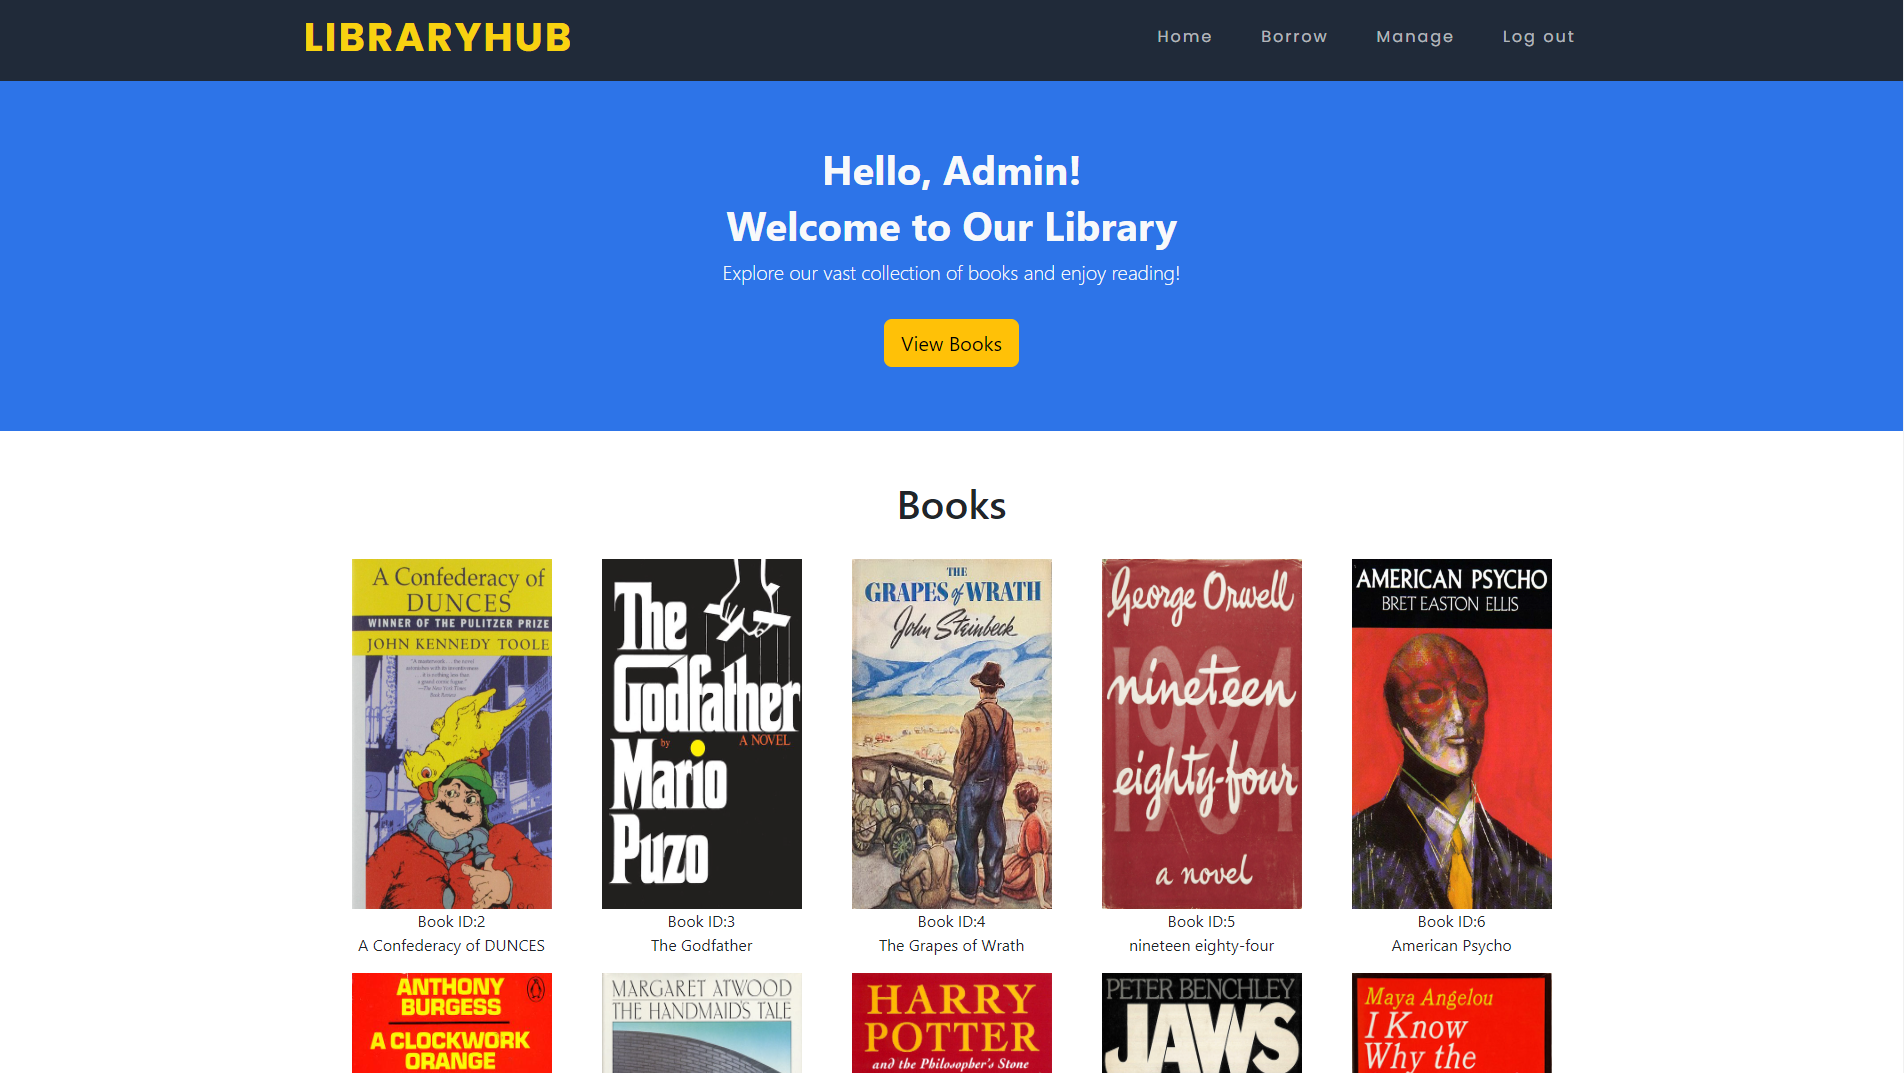 LIBRARYHUB
Home Borrow Manage Log out
Hello, Admin!
Welcome to Our Library
Explore our vast collection of books and enjoy reading!
View Books
Books
A Confederacy of
DUNCES
WINNER OF THE PULITZER PRIZE
JOHN KENNEDY TOOLE
Book ID:2
A Confederacy of DUNCES
The
Godfather
by
A NOVEL
Mario
Puzo
Book ID:3
The Godfather
THE
GRAPES of WRATH
John Steinbeck
Book ID:4
The Grapes of Wrath
George Orwell
1984
nineteen
eighty-four
a novel
Book ID:5
nineteen eighty-four
AMERICAN PSYCHO
BRET EASTON ELLIS
Book ID:6
American Psycho
ANTHONY
BURGESS
A CLOCKWORK
ORANGE
MARGARET ATWOOD
THE HANDMAID'S TALE
HARRY
POTTER
and the Philosopher's Stone
PETER BENCHLEY
JAWS
Maya Angelou
I Know
Why the